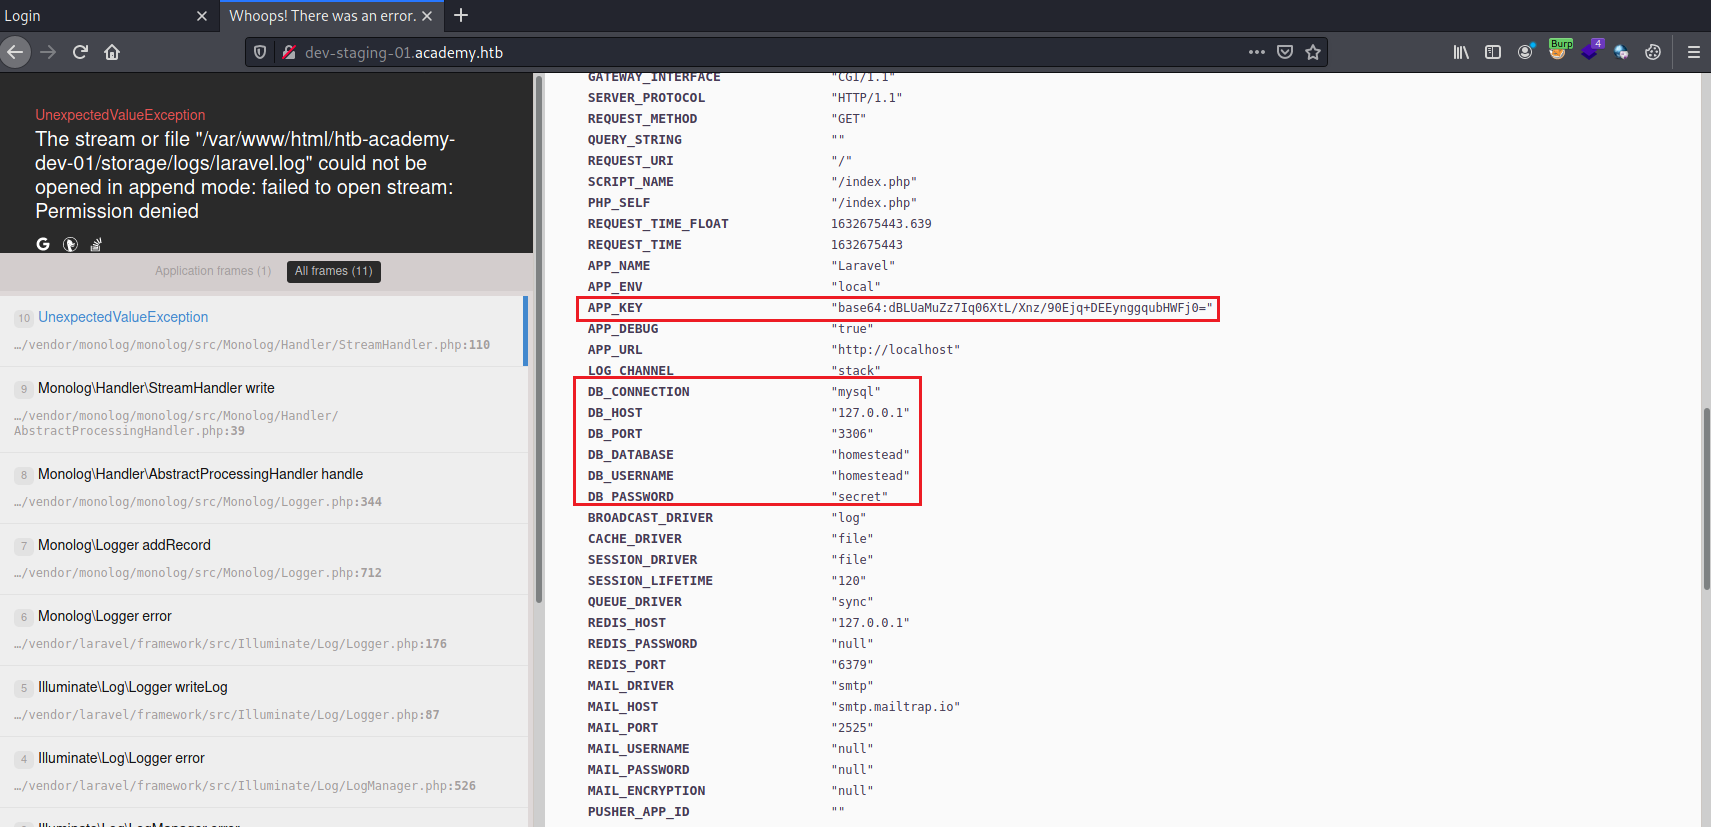 Login
Whoops! There was an error.
dev-staging-01.academy.htb
Burp
4
UnexpectedValueException
The stream or file "/var/www/html/htb-academy-
dev-01/storage/logs/laravel.log" could not be
opened in append mode: failed to open stream:
Permission denied
Application frames (1) All frames (11)
10 UnexpectedValueException
…/vendor/monolog/monolog/src/Monolog/Handler/StreamHandler.php:110
9 Monolog\Handler\StreamHandler write
…/vendor/monolog/monolog/src/Monolog/Handler/
AbstractProcessingHandler.php:39
8 Monolog\Handler\AbstractProcessingHandler handle
…/vendor/monolog/monolog/src/Monolog/Logger.php:344
7 Monolog\Logger addRecord
…/vendor/monolog/monolog/src/Monolog/Logger.php:712
6 Monolog\Logger error
…/vendor/laravel/framework/src/Illuminate/Log/Logger.php:176
5 Illuminate\Log\Logger writeLog
…/vendor/laravel/framework/src/Illuminate/Log/Logger.php:87
4 Illuminate\Log\Logger error
…/vendor/laravel/framework/src/Illuminate/Log/LogManager.php:526
Illuminate\Log\LogManager error
GATEWAY_INTERFACE "CGI/1.1"
SERVER_PROTOCOL "HTTP/1.1"
REQUEST_METHOD "GET"
QUERY_STRING ""
REQUEST_URI "/"
SCRIPT_NAME "/index.php"
PHP_SELF "/index.php"
REQUEST_TIME_FLOAT 1632675443.639
REQUEST_TIME 1632675443
APP_NAME "Laravel"
APP_ENV "local"
APP_KEY "base64:dBLUaMuZz7Iq06XtL/Xnz/90Ejq+DEEynggqubHWFj0="
APP_DEBUG "true"
APP_URL "http://localhost"
LOG_CHANNEL "stack"
DB_CONNECTION "mysql"
DB_HOST "127.0.0.1"
DB_PORT "3306"
DB_DATABASE "homestead"
DB_USERNAME "homestead"
DB_PASSWORD "secret"
BROADCAST_DRIVER "log"
CACHE_DRIVER "file"
SESSION_DRIVER "file"
SESSION_LIFETIME "120"
QUEUE_DRIVER "sync"
REDIS_HOST "127.0.0.1"
REDIS_PASSWORD "null"
REDIS_PORT "6379"
MAIL_DRIVER "smtp"
MAIL_HOST "smtp.mailtrap.io"
MAIL_PORT "2525"
MAIL_USERNAME "null"
MAIL_PASSWORD "null"
MAIL_ENCRYPTION "null"
PUSHER_APP_ID ""